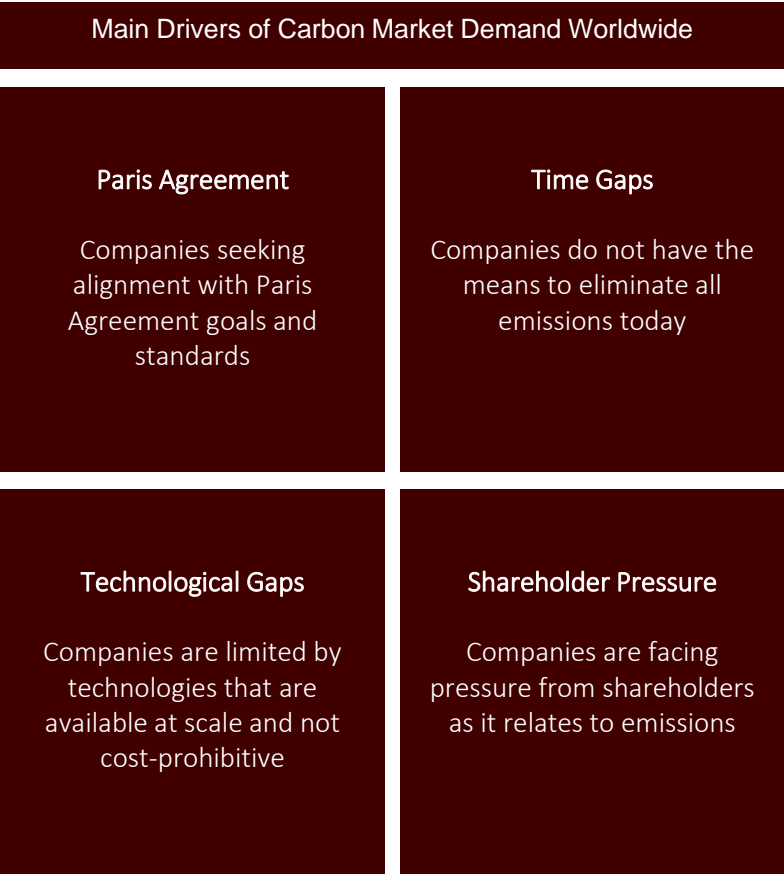 Main Drivers of Carbon Market Demand Worldwide
Paris Agreement
Companies seeking
alignment with Paris
Agreement goals and
standards
Time Gaps
Companies do not have the
means to eliminate all
emissions today
Technological Gaps
Companies are limited by
technologies that are
available at scale and not
cost-prohibitive
Shareholder Pressure
Companies are facing
pressure from shareholders
as it relates to emissions